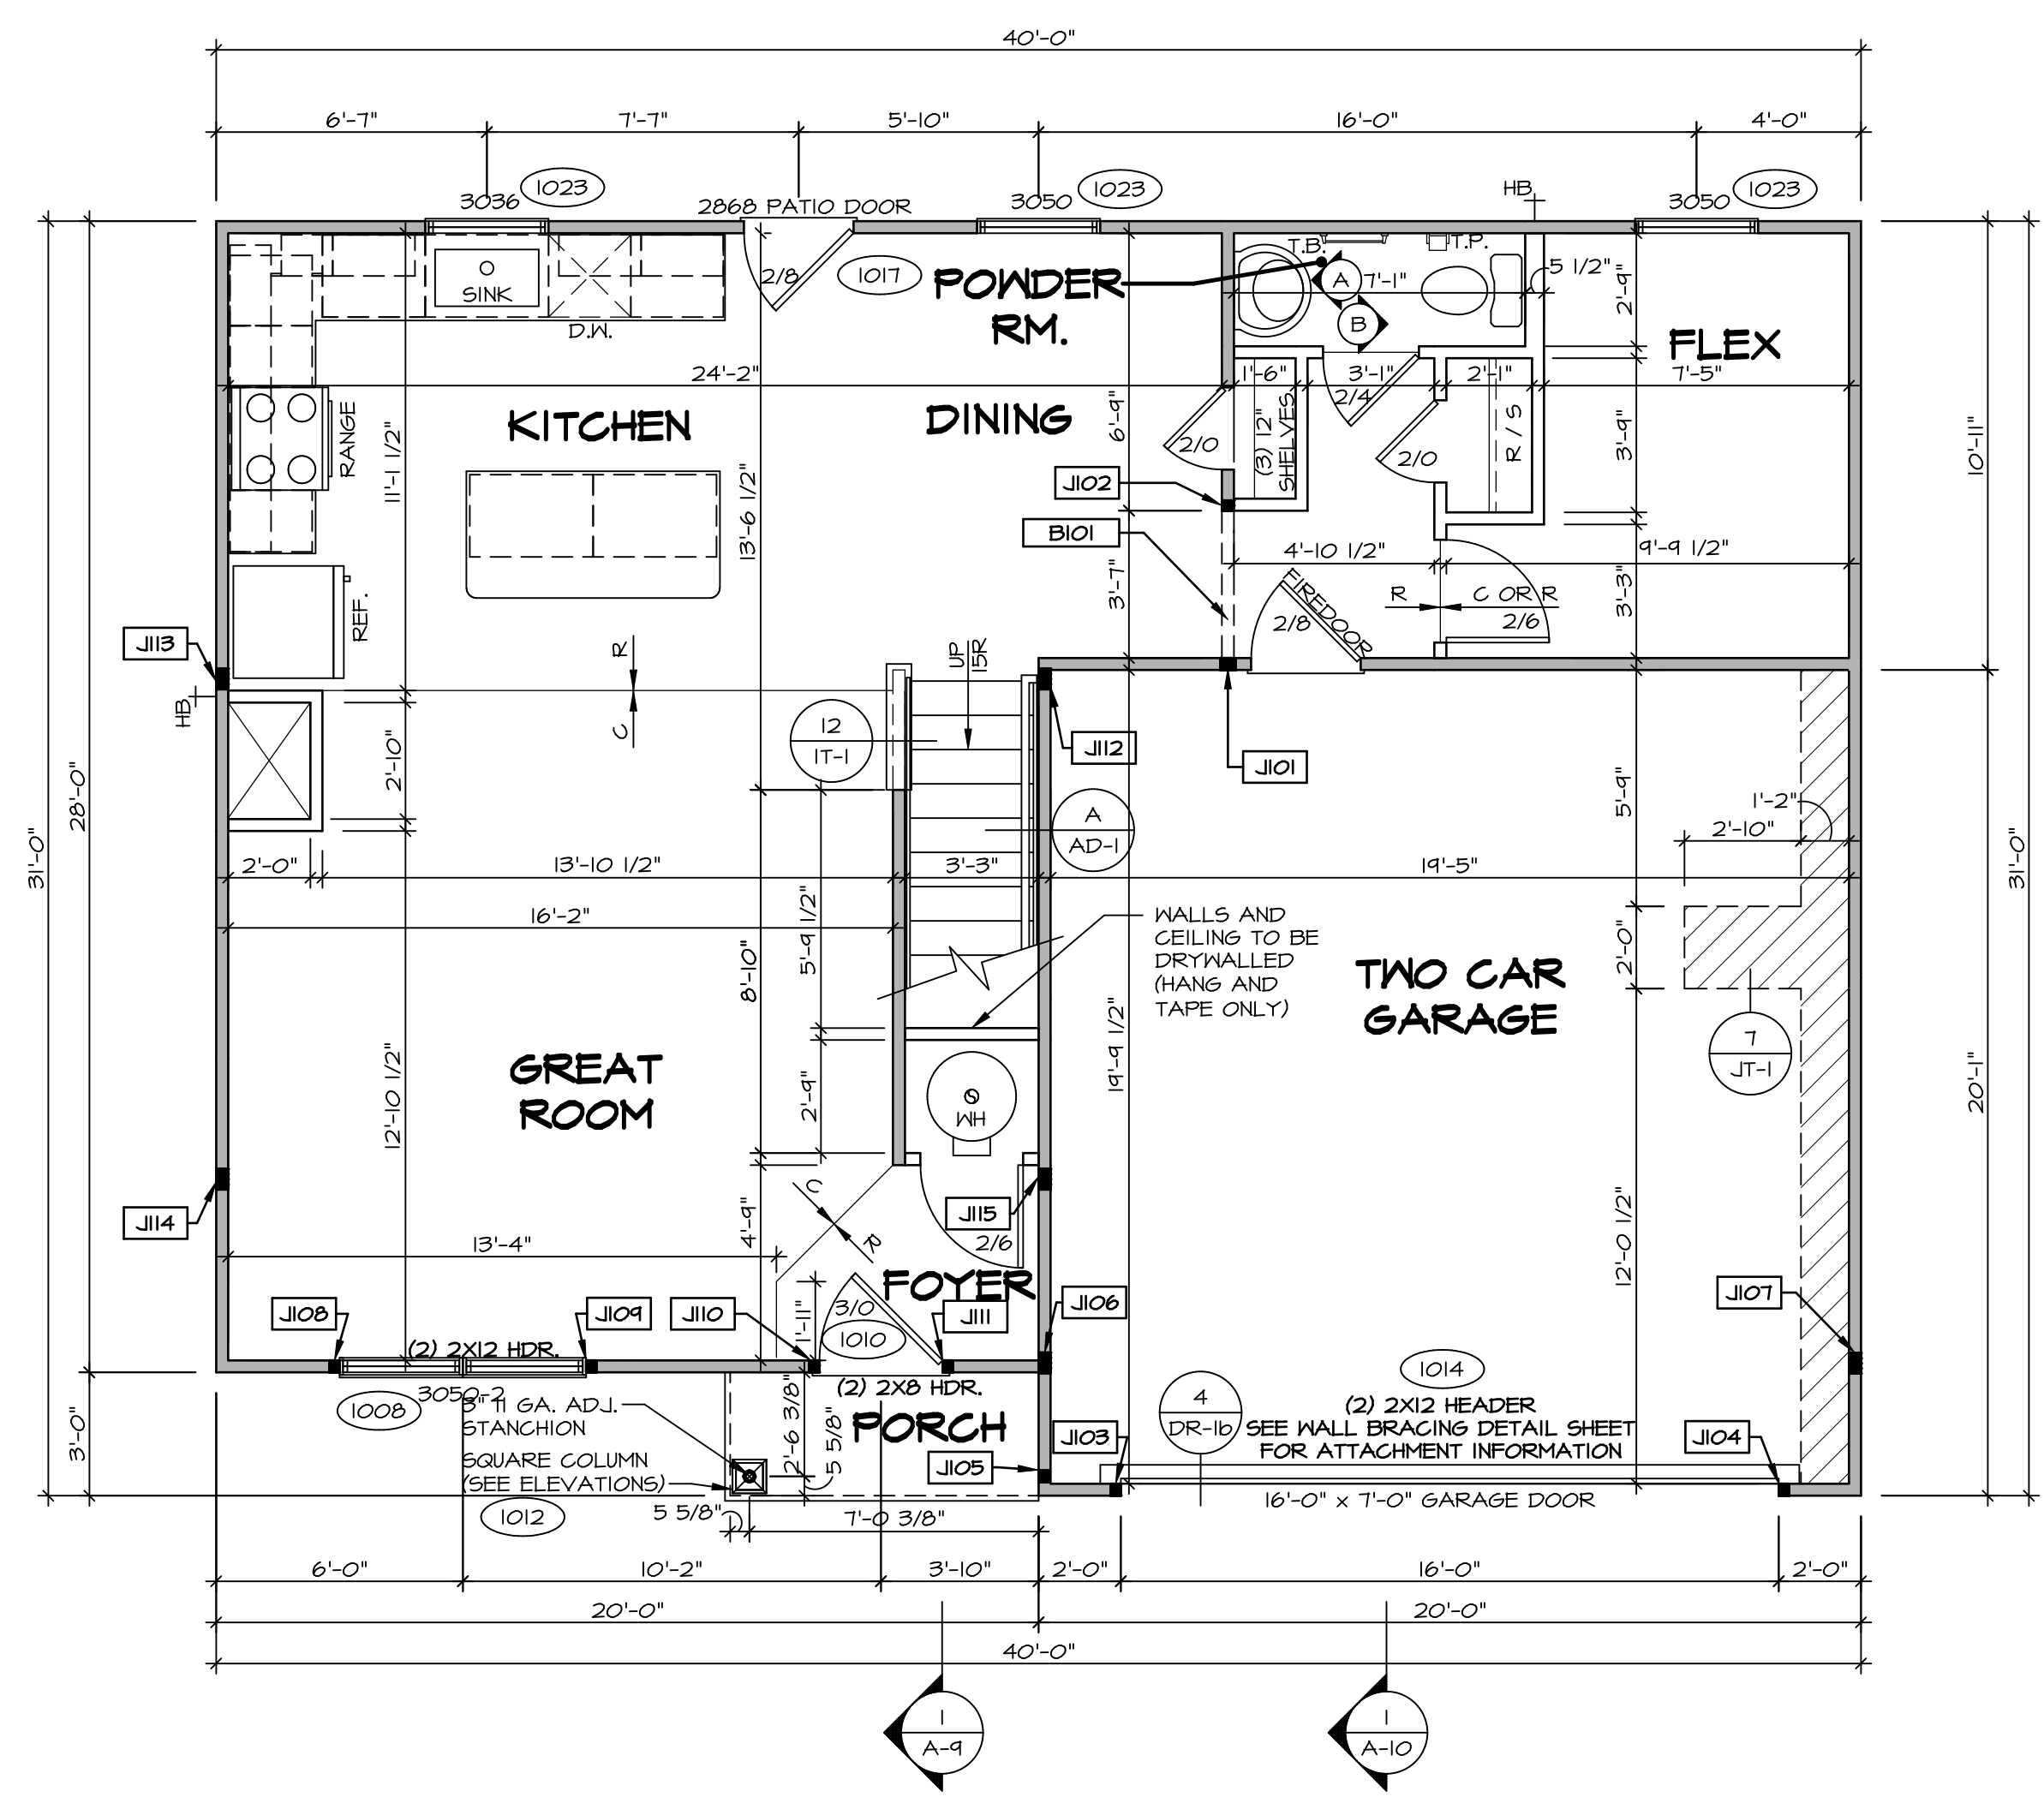 40'-0"
6'-7"
7'-7"
5'-10"
16'-0"
4'-0"
3036
1023
2868 PATIO DOOR
3050
1023
HB
3050
1023
SINK
D.W.
2/8
1017
POWDER
RM.
T.B.
T.P.
A
7'-1"
B
5 1/2"
2'-9"
FLEX
24'-2"
1'-6"
3'-1"
2'-1"
7'-5"
2/4
KITCHEN
DINING
RANGE
11'-1 1/2"
13'-6 1/2"
6'-9"
2/0
(3) 12"
SHELVES
2/0
R / S
3'-9"
10'-11"
J102
B101
3'-7"
4'-10 1/2"
9'-9 1/2"
FIREDOOR
2/8
R
C OR R
2/6
3'-3"
REF.
J113
HB
R
C
UP
15R
12
1T-1
J112
J101
2'-10"
28'-0"
31'-0"
A
AD-1
5'-9"
1'-2"
2'-10"
31'-0"
2'-0"
13'-10 1/2"
3'-3"
19'-5"
16'-2"
5'-9 1/2"
8'-10"
WALLS AND
CEILING TO BE
DRYWALLED
(HANG AND
TAPE ONLY)
2'-0"
TWO CAR
GARAGE
19'-9 1/2"
7
JT-1
GREAT
ROOM
12'-10 1/2"
2'-9"
WH
20'-1"
J114
C
R
4'-9"
J115
2/6
12'-0 1/2"
13'-4"
FOYER
J108
J109
J110
1'-11"
3/0
1010
J111
J106
J107
(2) 2X12 HDR.
3050-2
1008
3" 11 GA. ADJ.
STANCHION
SQUARE COLUMN
(SEE ELEVATIONS)
1012
(2) 2X8 HDR.
PORCH
2'-6 3/8"
5 5/8"
J105
J103
4
DR-1b
1014
(2) 2X12 HEADER
SEE WALL BRACING DETAIL SHEET
FOR ATTACHMENT INFORMATION
J104
3'-0"
16'-0" x 7'-0" GARAGE DOOR
5 5/8"
7'-0 3/8"
6'-0"
10'-2"
3'-10"
2'-0"
16'-0"
2'-0"
20'-0"
20'-0"
40'-0"
1
A-9
1
A-10